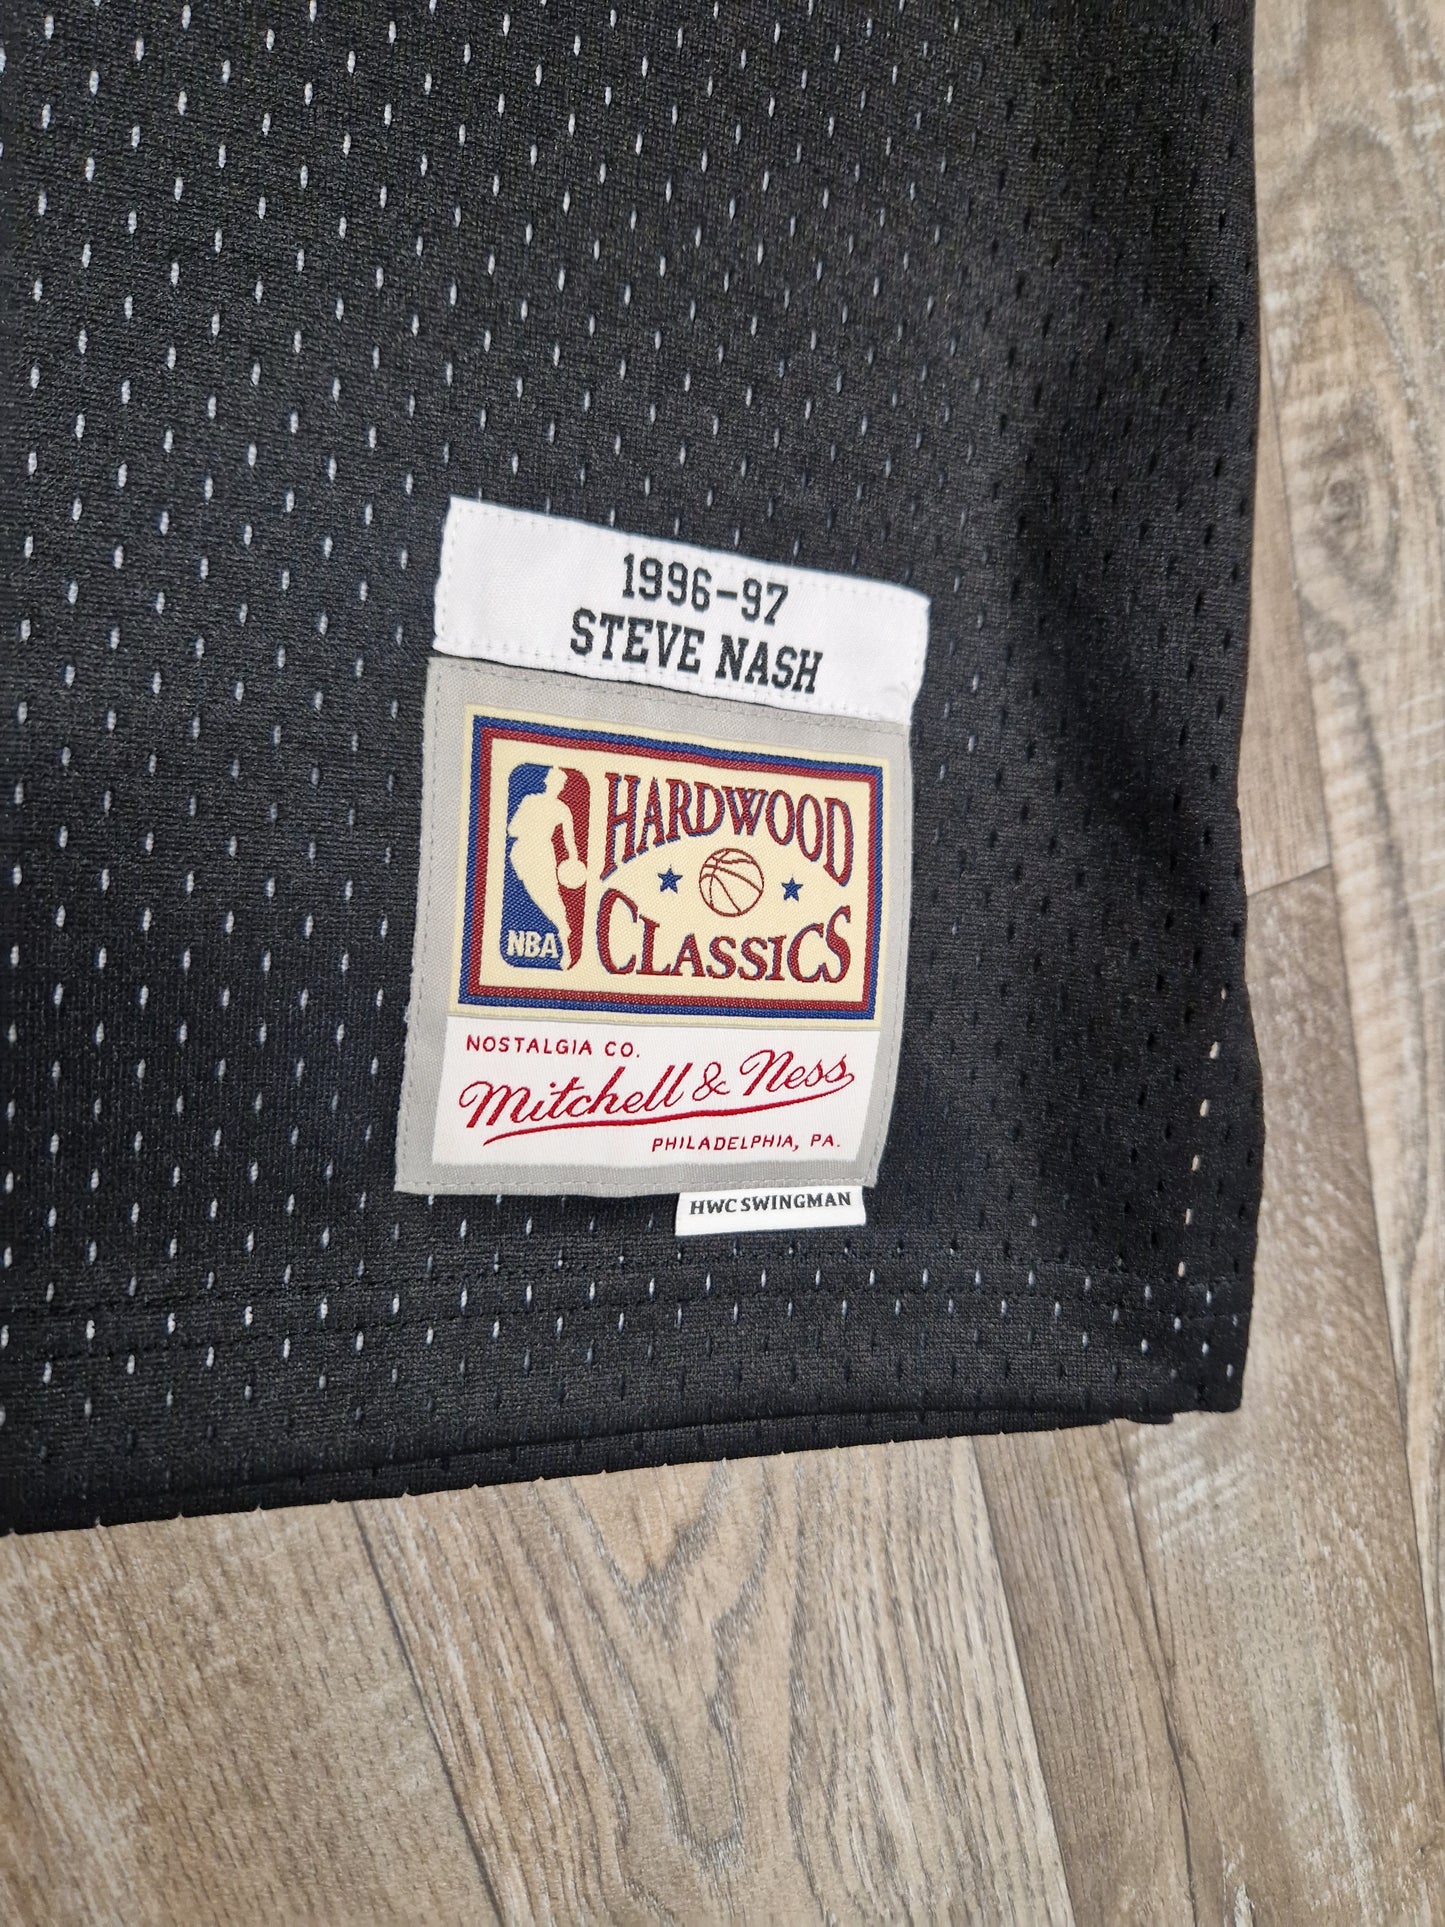 1996-97
STEVE NASH
HARDWOOD
CLASSICS
NBA
NOSTALGIA CO.
Mitchell & Ness
PHILADELPHIA, PA.
HWC SWINGMAN